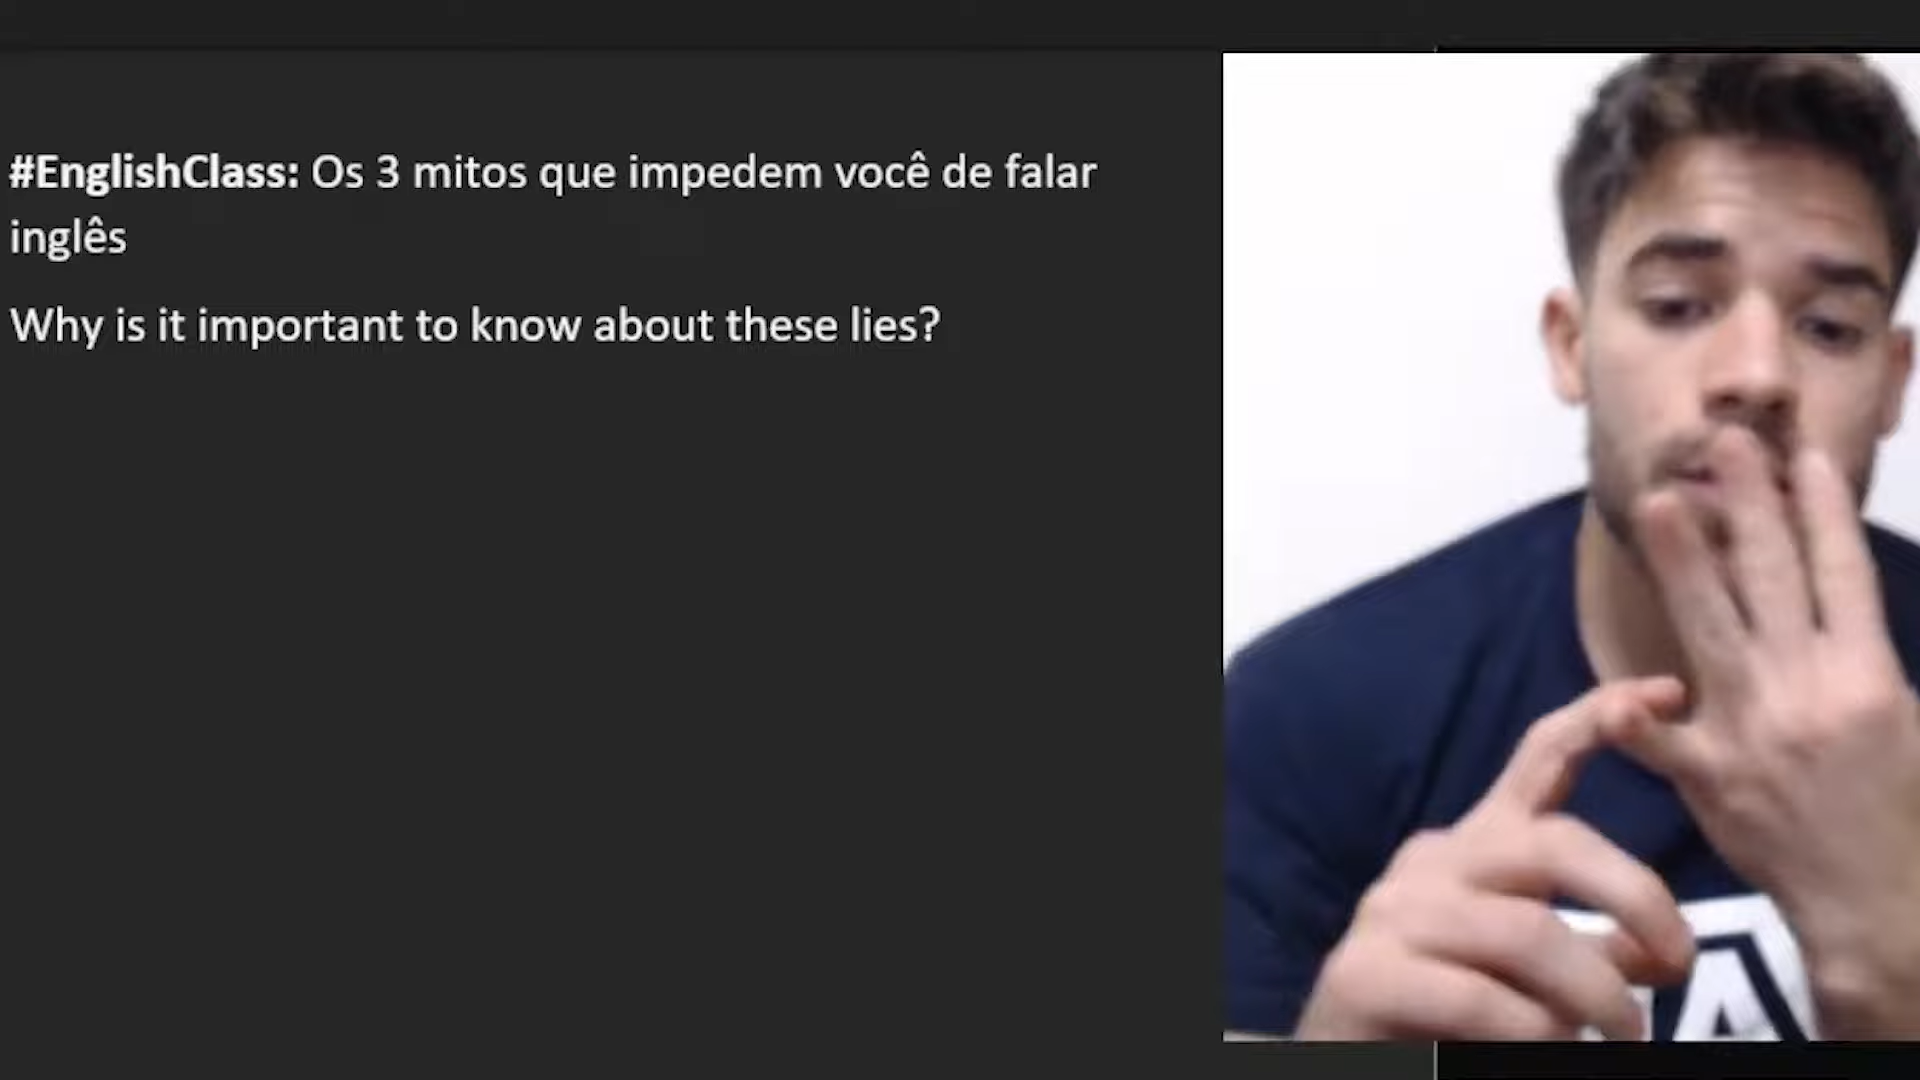 #EnglishClass: Os 3 mitos que impedem você de falar
inglês
Why is it important to know about these lies?